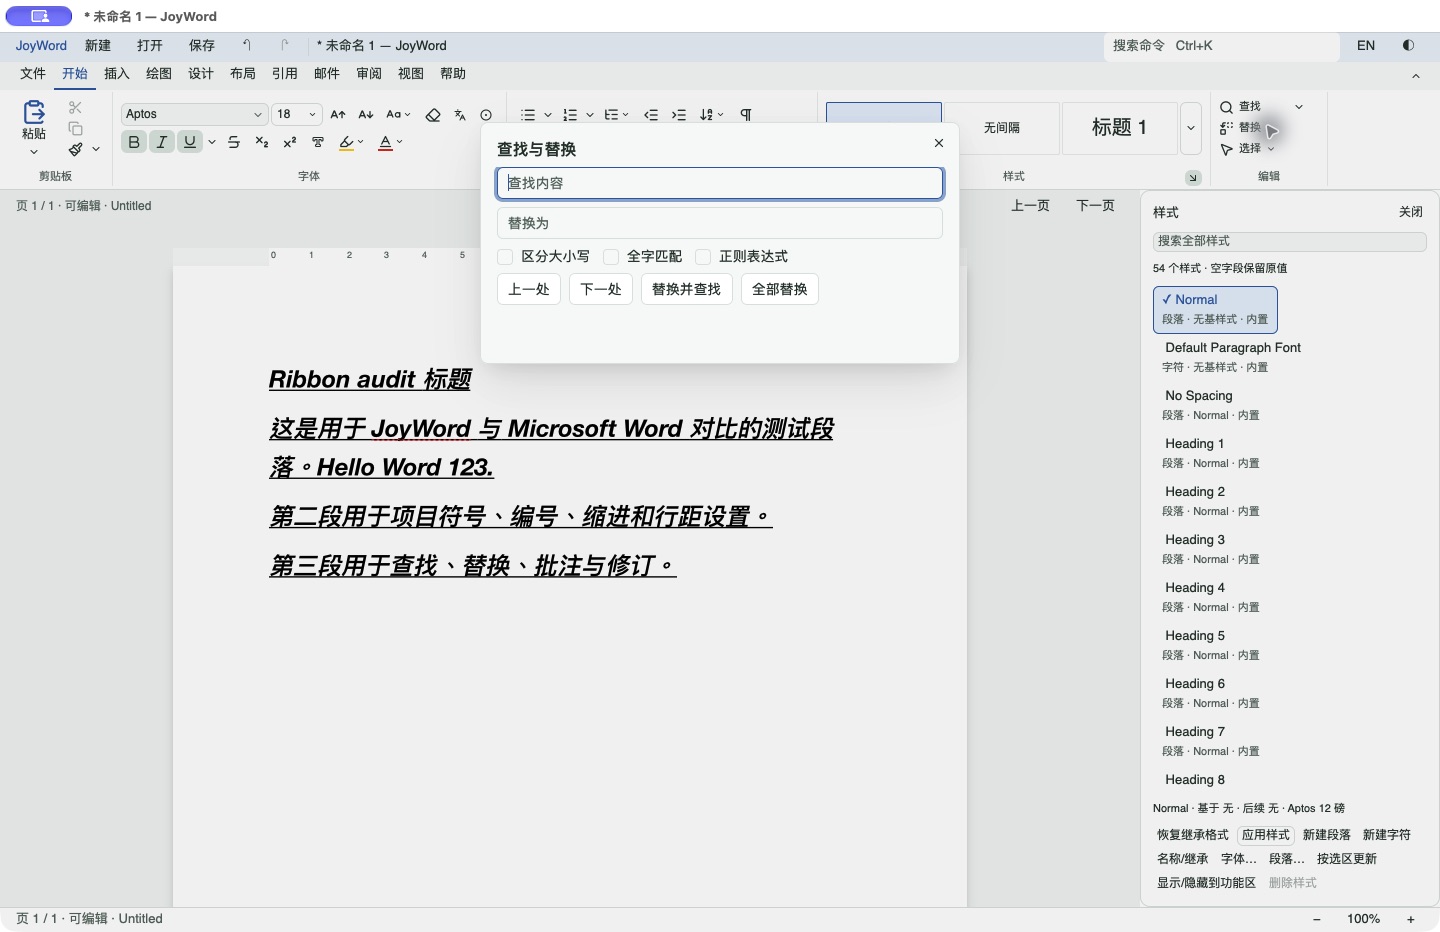 * 未命名 1 — JoyWord
JoyWord 新建 打开 保存 * 未命名 1 — JoyWord 搜索命令 Ctrl+K EN
文件 开始 插入 绘图 设计 布局 引用 邮件 审阅 视图 帮助
粘贴
剪贴板
Aptos 18
B I U
字体
无间隔
标题 1
样式
查找
替换
选择
编辑
页 1 / 1 · 可编辑 · Untitled
上一页 下一页
0 1 2 3 4 5
查找与替换
查找内容
替换为
区分大小写 全字匹配 正则表达式
上一处 下一处 替换并查找 全部替换
Ribbon audit 标题
这是用于 JoyWord 与 Microsoft Word 对比的测试段
落。Hello Word 123.
第二段用于项目符号、编号、缩进和行距设置。
第三段用于查找、替换、批注与修订。
样式 关闭
搜索全部样式
54 个样式 · 空字段保留原值
✓ Normal
段落 · 无基样式 · 内置
Default Paragraph Font
字符 · 无基样式 · 内置
No Spacing
段落 · Normal · 内置
Heading 1
段落 · Normal · 内置
Heading 2
段落 · Normal · 内置
Heading 3
段落 · Normal · 内置
Heading 4
段落 · Normal · 内置
Heading 5
段落 · Normal · 内置
Heading 6
段落 · Normal · 内置
Heading 7
段落 · Normal · 内置
Heading 8
Normal · 基于 无 · 后续 无 · Aptos 12 磅
恢复继承格式 应用样式 新建段落 新建字符
名称/继承 字体... 段落... 按选区更新
显示/隐藏到功能区 删除样式
页 1 / 1 · 可编辑 · Untitled − 100% +